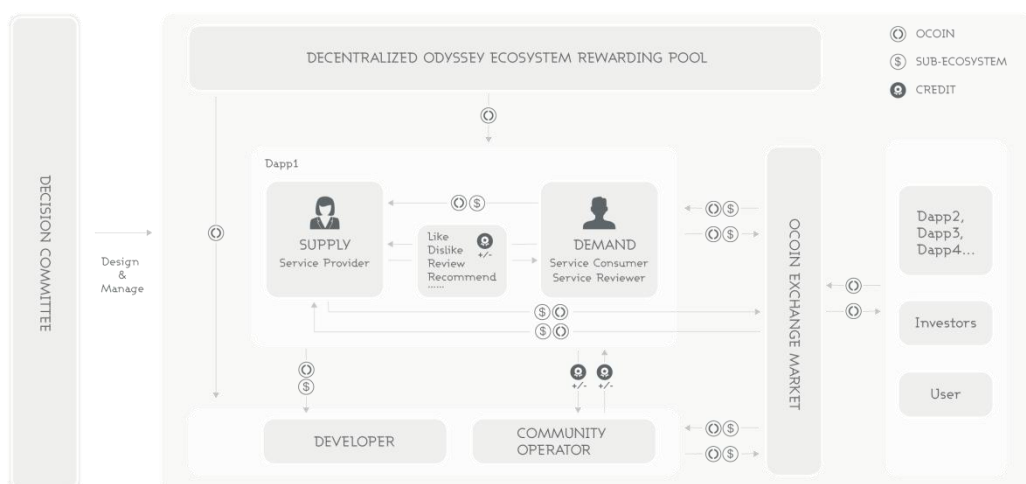 DECENTRALIZED ODYSSEY ECOSYSTEM REWARDING POOL
OCOIN
SUB-ECOSYSTEM
CREDIT
DECISION COMMITTEE
Design
&
Manage
Dapp1
SUPPLY
Service Provider
Like
Dislike
Review
Recommend
......
+/-
DEMAND
Service Consumer
Service Reviewer
OCOIN EXCHANGE MARKET
Dapp2,
Dapp3,
Dapp4...
Investors
User
+/-
+/-
DEVELOPER
COMMUNITY
OPERATOR